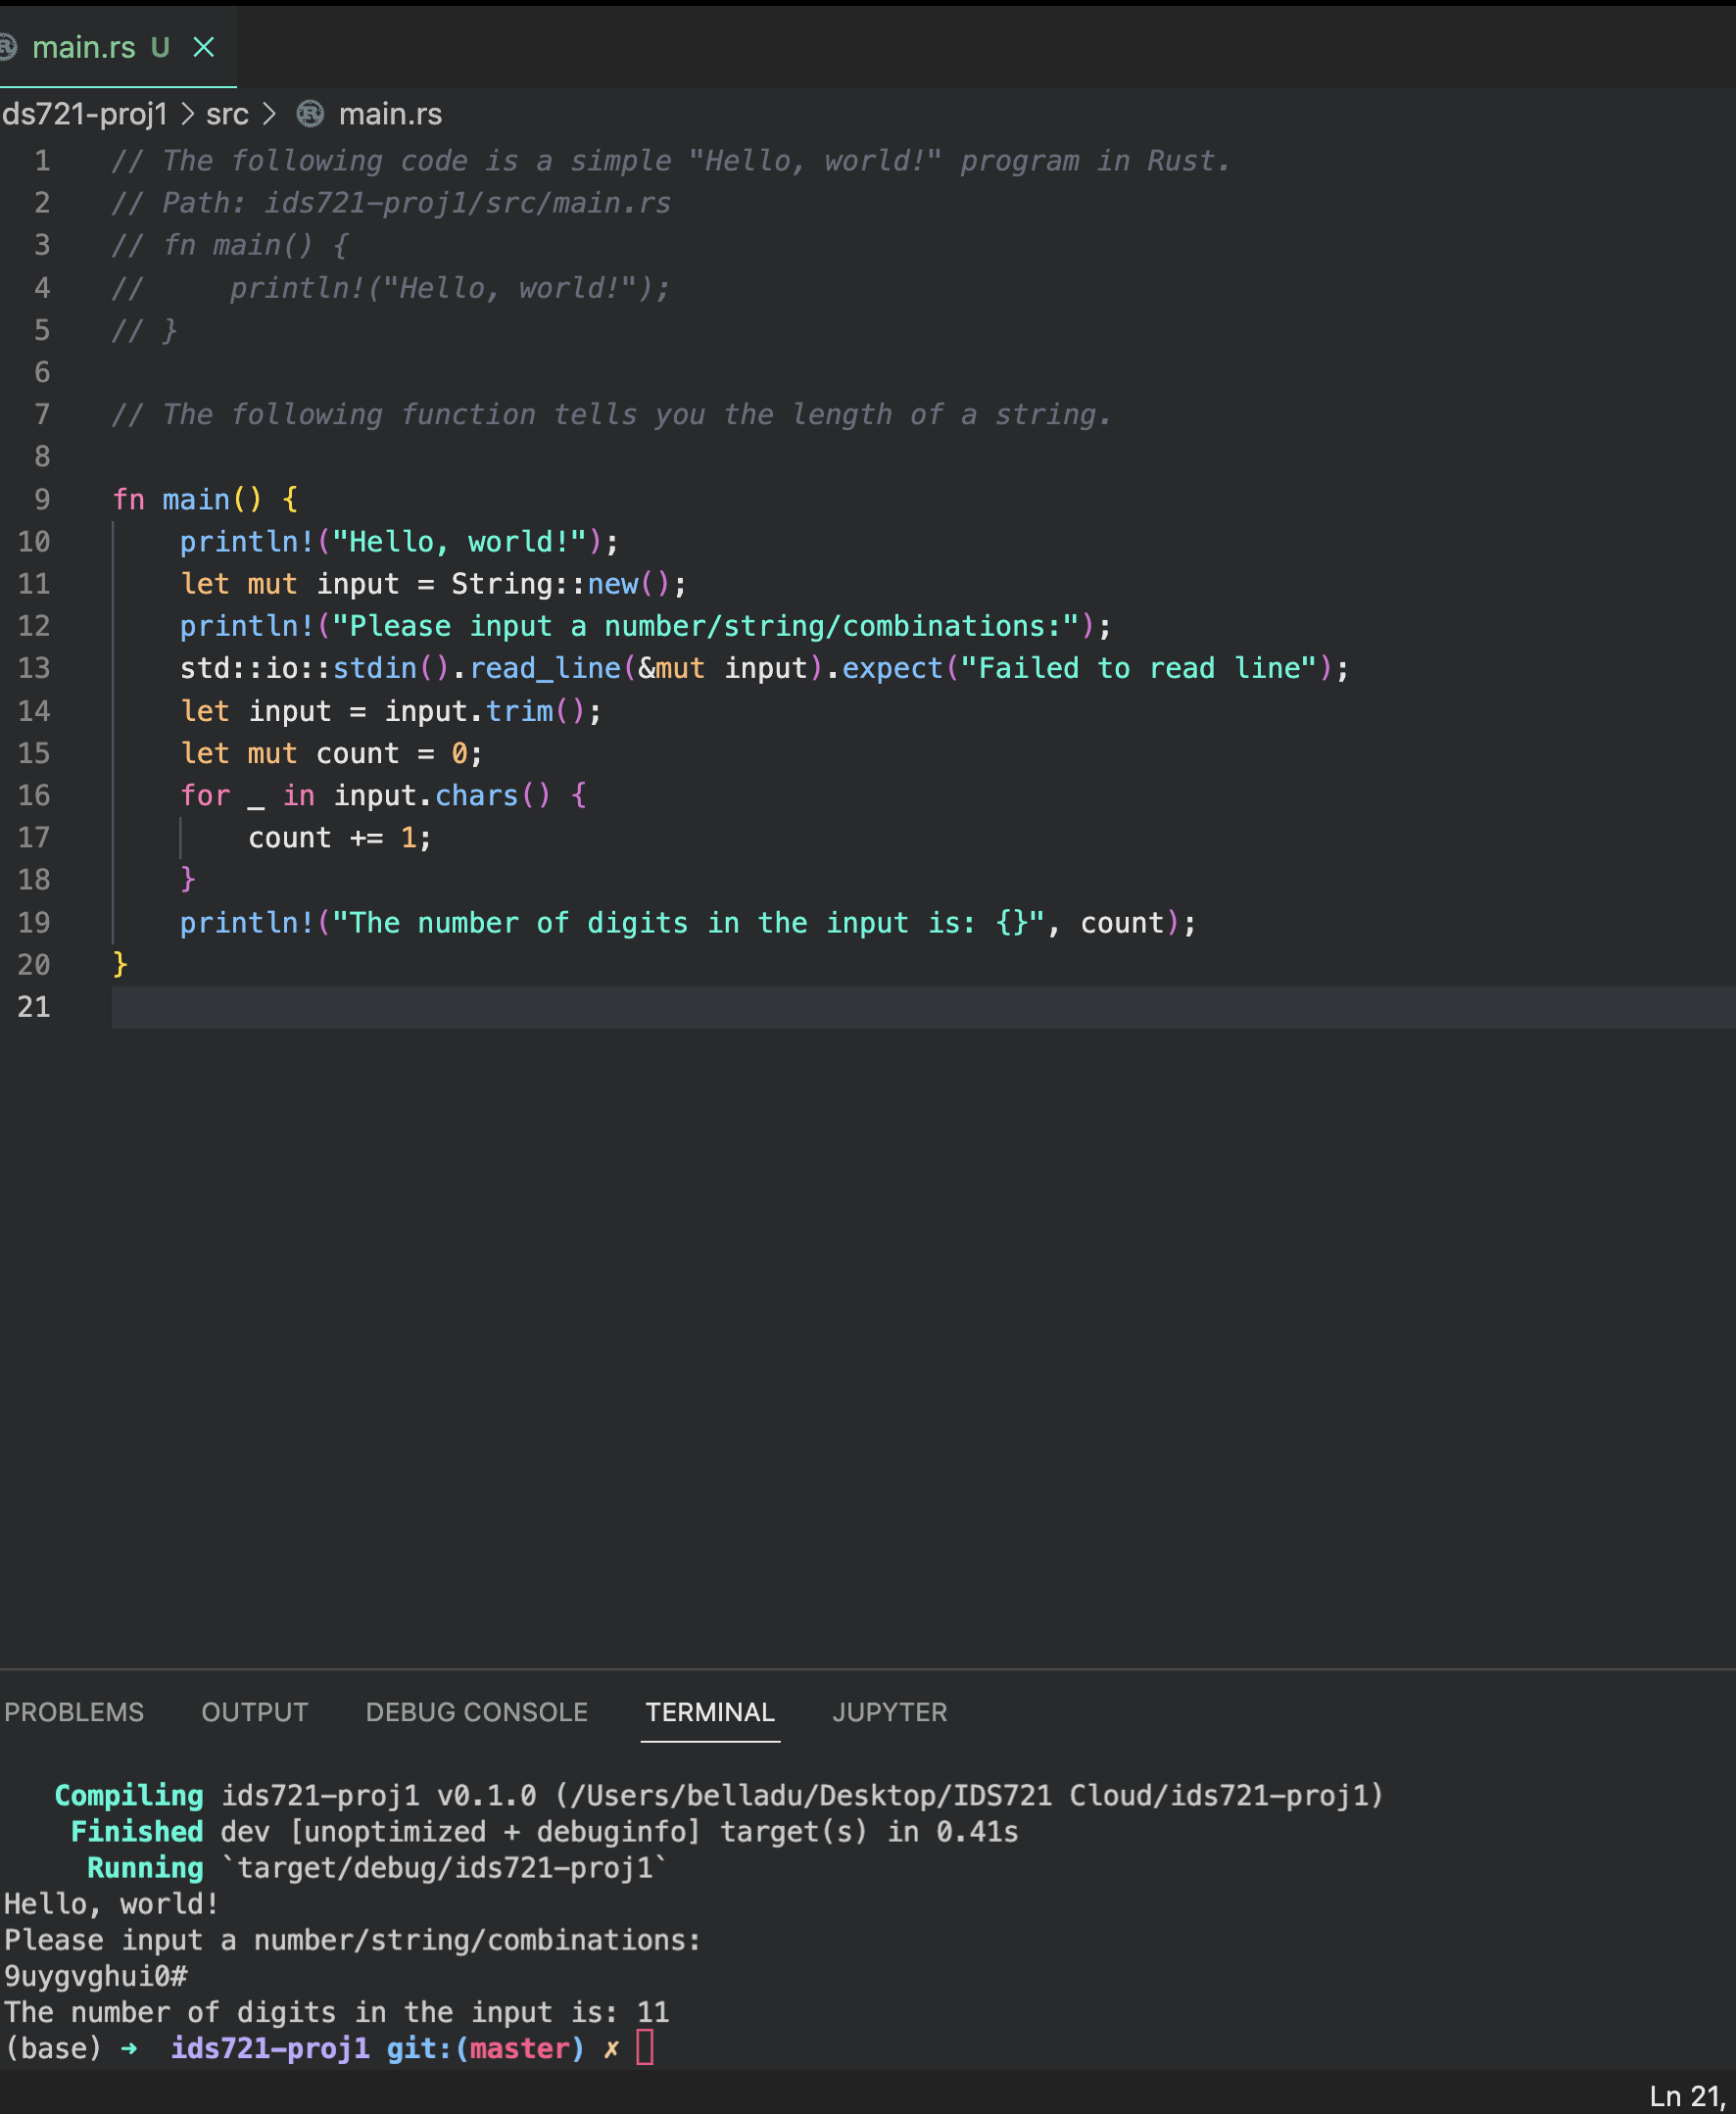 main.rs U
ds721-proj1 > src > main.rs
1 // The following code is a simple "Hello, world!" program in Rust.
2 // Path: ids721-proj1/src/main.rs
3 // fn main() {
4 //     println!("Hello, world!");
5 // }
6
7 // The following function tells you the length of a string.
8
9 fn main() {
10     println!("Hello, world!");
11     let mut input = String::new();
12     println!("Please input a number/string/combinations:");
13     std::io::stdin().read_line(&mut input).expect("Failed to read line");
14     let input = input.trim();
15     let mut count = 0;
16     for _ in input.chars() {
17         count += 1;
18     }
19     println!("The number of digits in the input is: {}", count);
20 }
21
PROBLEMS OUTPUT DEBUG CONSOLE TERMINAL JUPYTER
Compiling ids721-proj1 v0.1.0 (/Users/belladu/Desktop/IDS721 Cloud/ids721-proj1)
Finished dev [unoptimized + debuginfo] target(s) in 0.41s
Running `target/debug/ids721-proj1`
Hello, world!
Please input a number/string/combinations:
9uygvghui0#
The number of digits in the input is: 11
(base) ➜ ids721-proj1 git:(master) ✗
Ln 21,